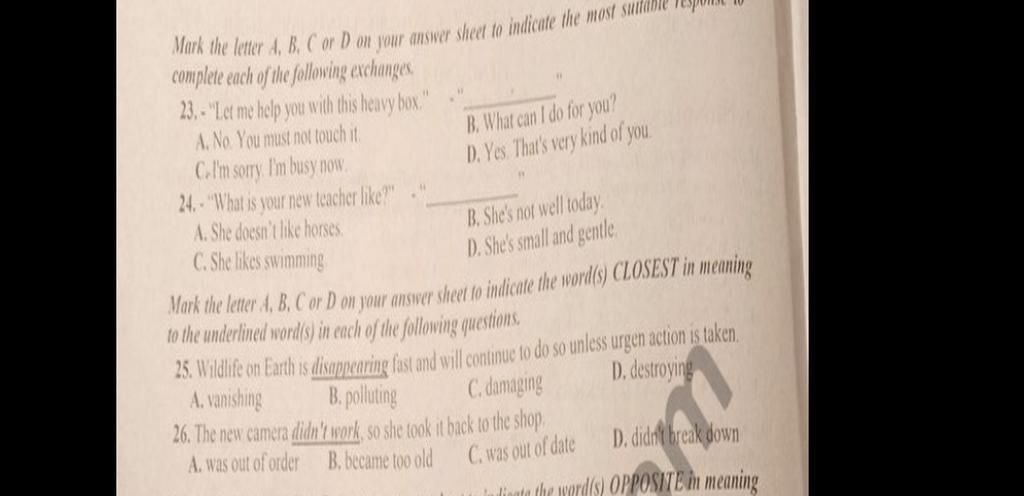 Mark the letter A, B, C or D on your answer sheet to indicate the most suitable response to
complete each of the following exchanges.
23. - "Let me help you with this heavy box." - "__________"
A. No. You must not touch it. B. What can I do for you?
C. I'm sorry. I'm busy now. D. Yes. That's very kind of you.
24. - "What is your new teacher like?" - "__________"
A. She doesn't like horses. B. She's not well today.
C. She likes swimming. D. She's small and gentle.
Mark the letter A, B, C or D on your answer sheet to indicate the word(s) CLOSEST in meaning
to the underlined word(s) in each of the following questions.
25. Wildlife on Earth is disappearing fast and will continue to do so unless urgen action is taken.
A. vanishing B. polluting C. damaging D. destroying
26. The new camera didn't work, so she took it back to the shop.
A. was out of order B. became too old C. was out of date D. didn't break down
the word(s) OPPOSITE in meaning